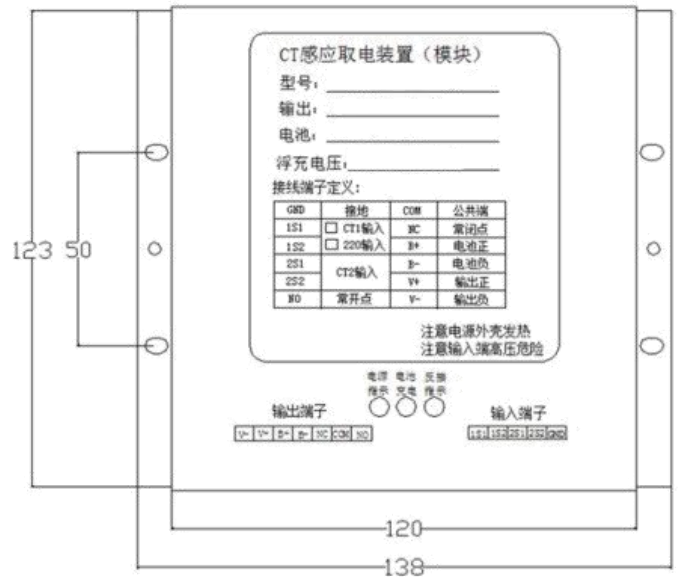 CT感应取电装置（模块）
型号：
输出：
电池：
浮充电压：
接线端子定义：
GND 接地 COM 公共端
1S1 CT1输入 NC 常闭点
1S2 220输入 B+ 电池正
2S1 CT2输入 B- 电池负
2S2 V+ 输出正
NO 常开点 V- 输出负
注意电源外壳发热
注意输入端高压危险
电源指示 电池充电 反接指示
输出端子
V- V+ B+ B- NC COM NO
输入端子
1S1 1S2 2S1 2S2 GND
123
50
120
138